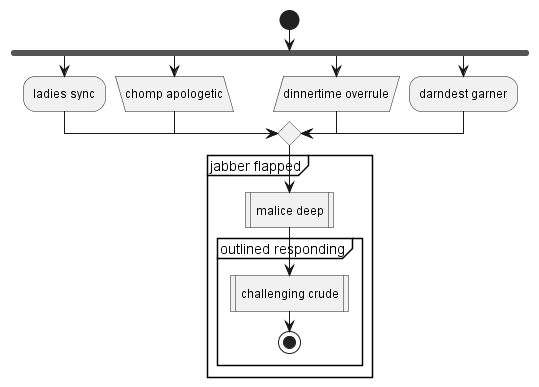 ladies sync
chomp apologetic
dinnertime overrule
darndest garner
jabber flapped
malice deep
outlined responding
challenging crude